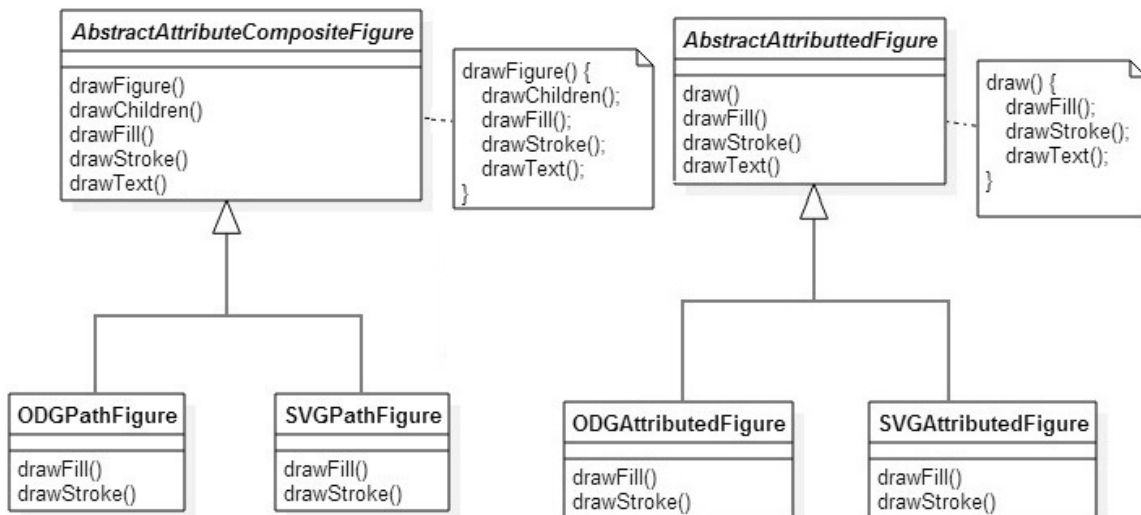 AbstractAttributeCompositeFigure
drawFigure()
drawChildren()
drawFill()
drawStroke()
drawText()
drawFigure() {
drawChildren();
drawFill();
drawStroke();
drawText();
}
AbstractAttributtedFigure
draw()
drawFill()
drawStroke()
drawText()
draw() {
drawFill();
drawStroke();
drawText();
}
ODGPathFigure
drawFill()
drawStroke()
SVGPathFigure
drawFill()
drawStroke()
ODGAttributedFigure
drawFill()
drawStroke()
SVGAttributedFigure
drawFill()
drawStroke()